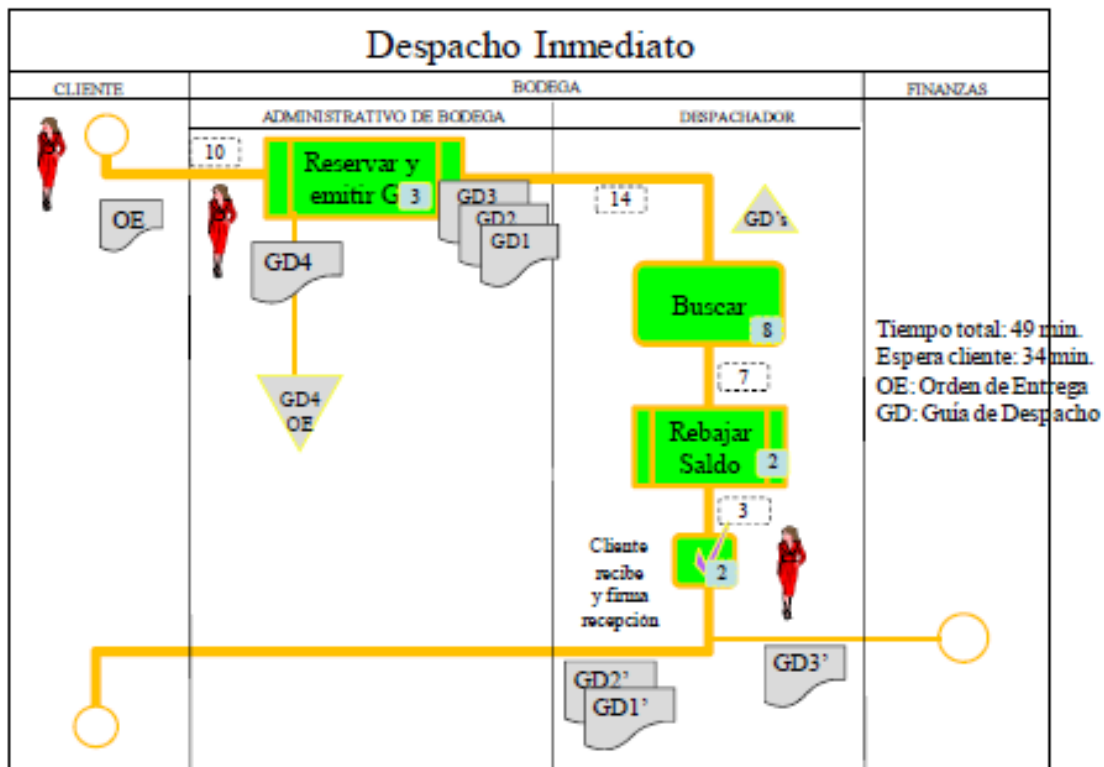 Despacho Inmediato
CLIENTE
BODEGA
FINANZAS
ADMINISTRATIVO DE BODEGA
DESPACHADOR
10
Reservar y
emitir G
3
GD3
GD2
GD1
14
GD's
OE
GD4
Buscar
8
Tiempo total: 49 min.
Espera cliente: 34 min.
OE: Orden de Entrega
GD: Guía de Despacho
7
GD4
OE
Rebajar
Saldo
2
3
Cliente
recibe
y firma
recepción
2
GD2'
GD1'
GD3'